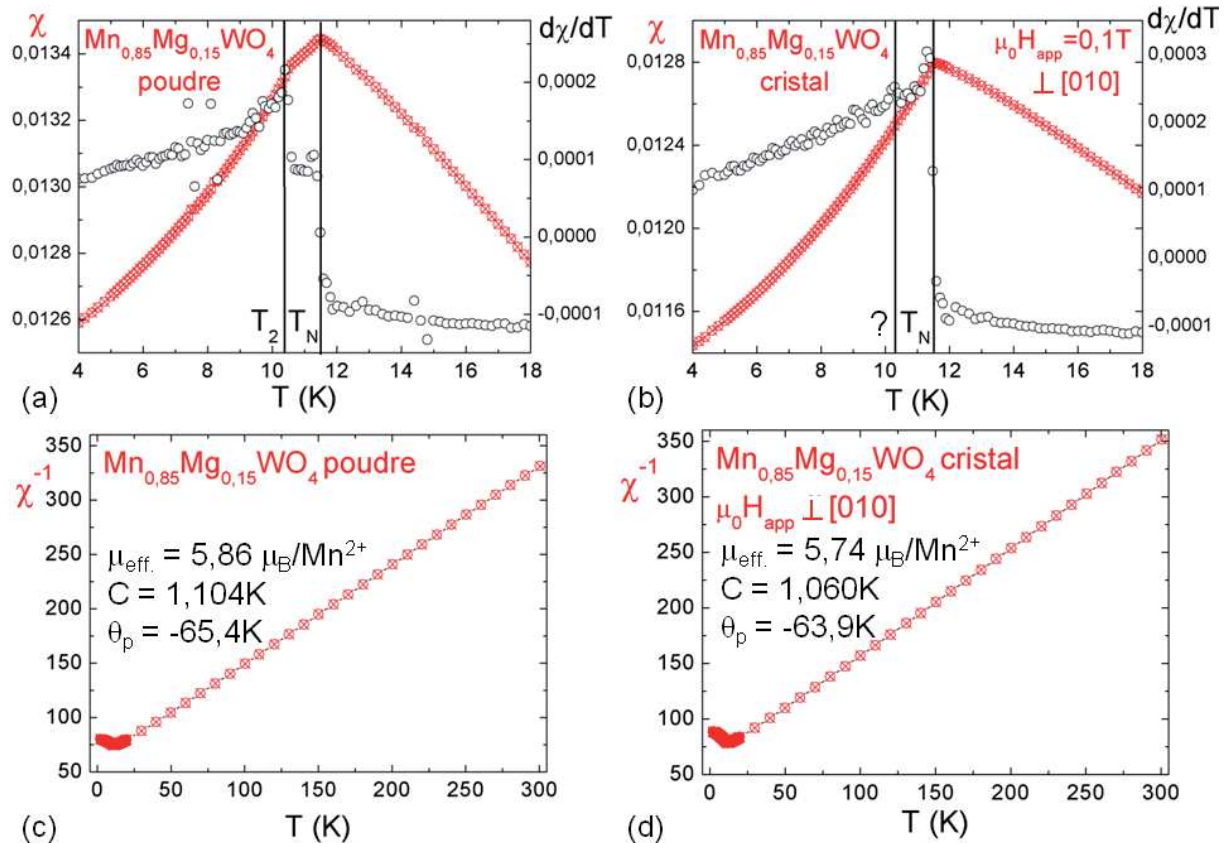 χ
dχ/dT
Mn0,85Mg0,15WO4
poudre
0,0134
0,0132
0,0130
0,0128
0,0126
0,0002
0,0001
0,0000
-0,0001
T2
TN
4 6 8 10 12 14 16 18
T (K)
(a)
χ
dχ/dT
Mn0,85Mg0,15WO4
cristal
μ0Happ=0,1T
⊥ [010]
0,0128
0,0124
0,0120
0,0116
0,0003
0,0002
0,0001
0,0000
-0,0001
?
TN
4 6 8 10 12 14 16 18
T (K)
(b)
χ-1
Mn0,85Mg0,15WO4 poudre
μeff. = 5,86 μB/Mn2+
C = 1,104K
θp = -65,4K
350
300
250
200
150
100
50
0 50 100 150 200 250 300
T (K)
(c)
χ-1
Mn0,85Mg0,15WO4 cristal
μ0Happ ⊥ [010]
μeff. = 5,74 μB/Mn2+
C = 1,060K
θp = -63,9K
350
300
250
200
150
100
50
0 50 100 150 200 250 300
T (K)
(d)